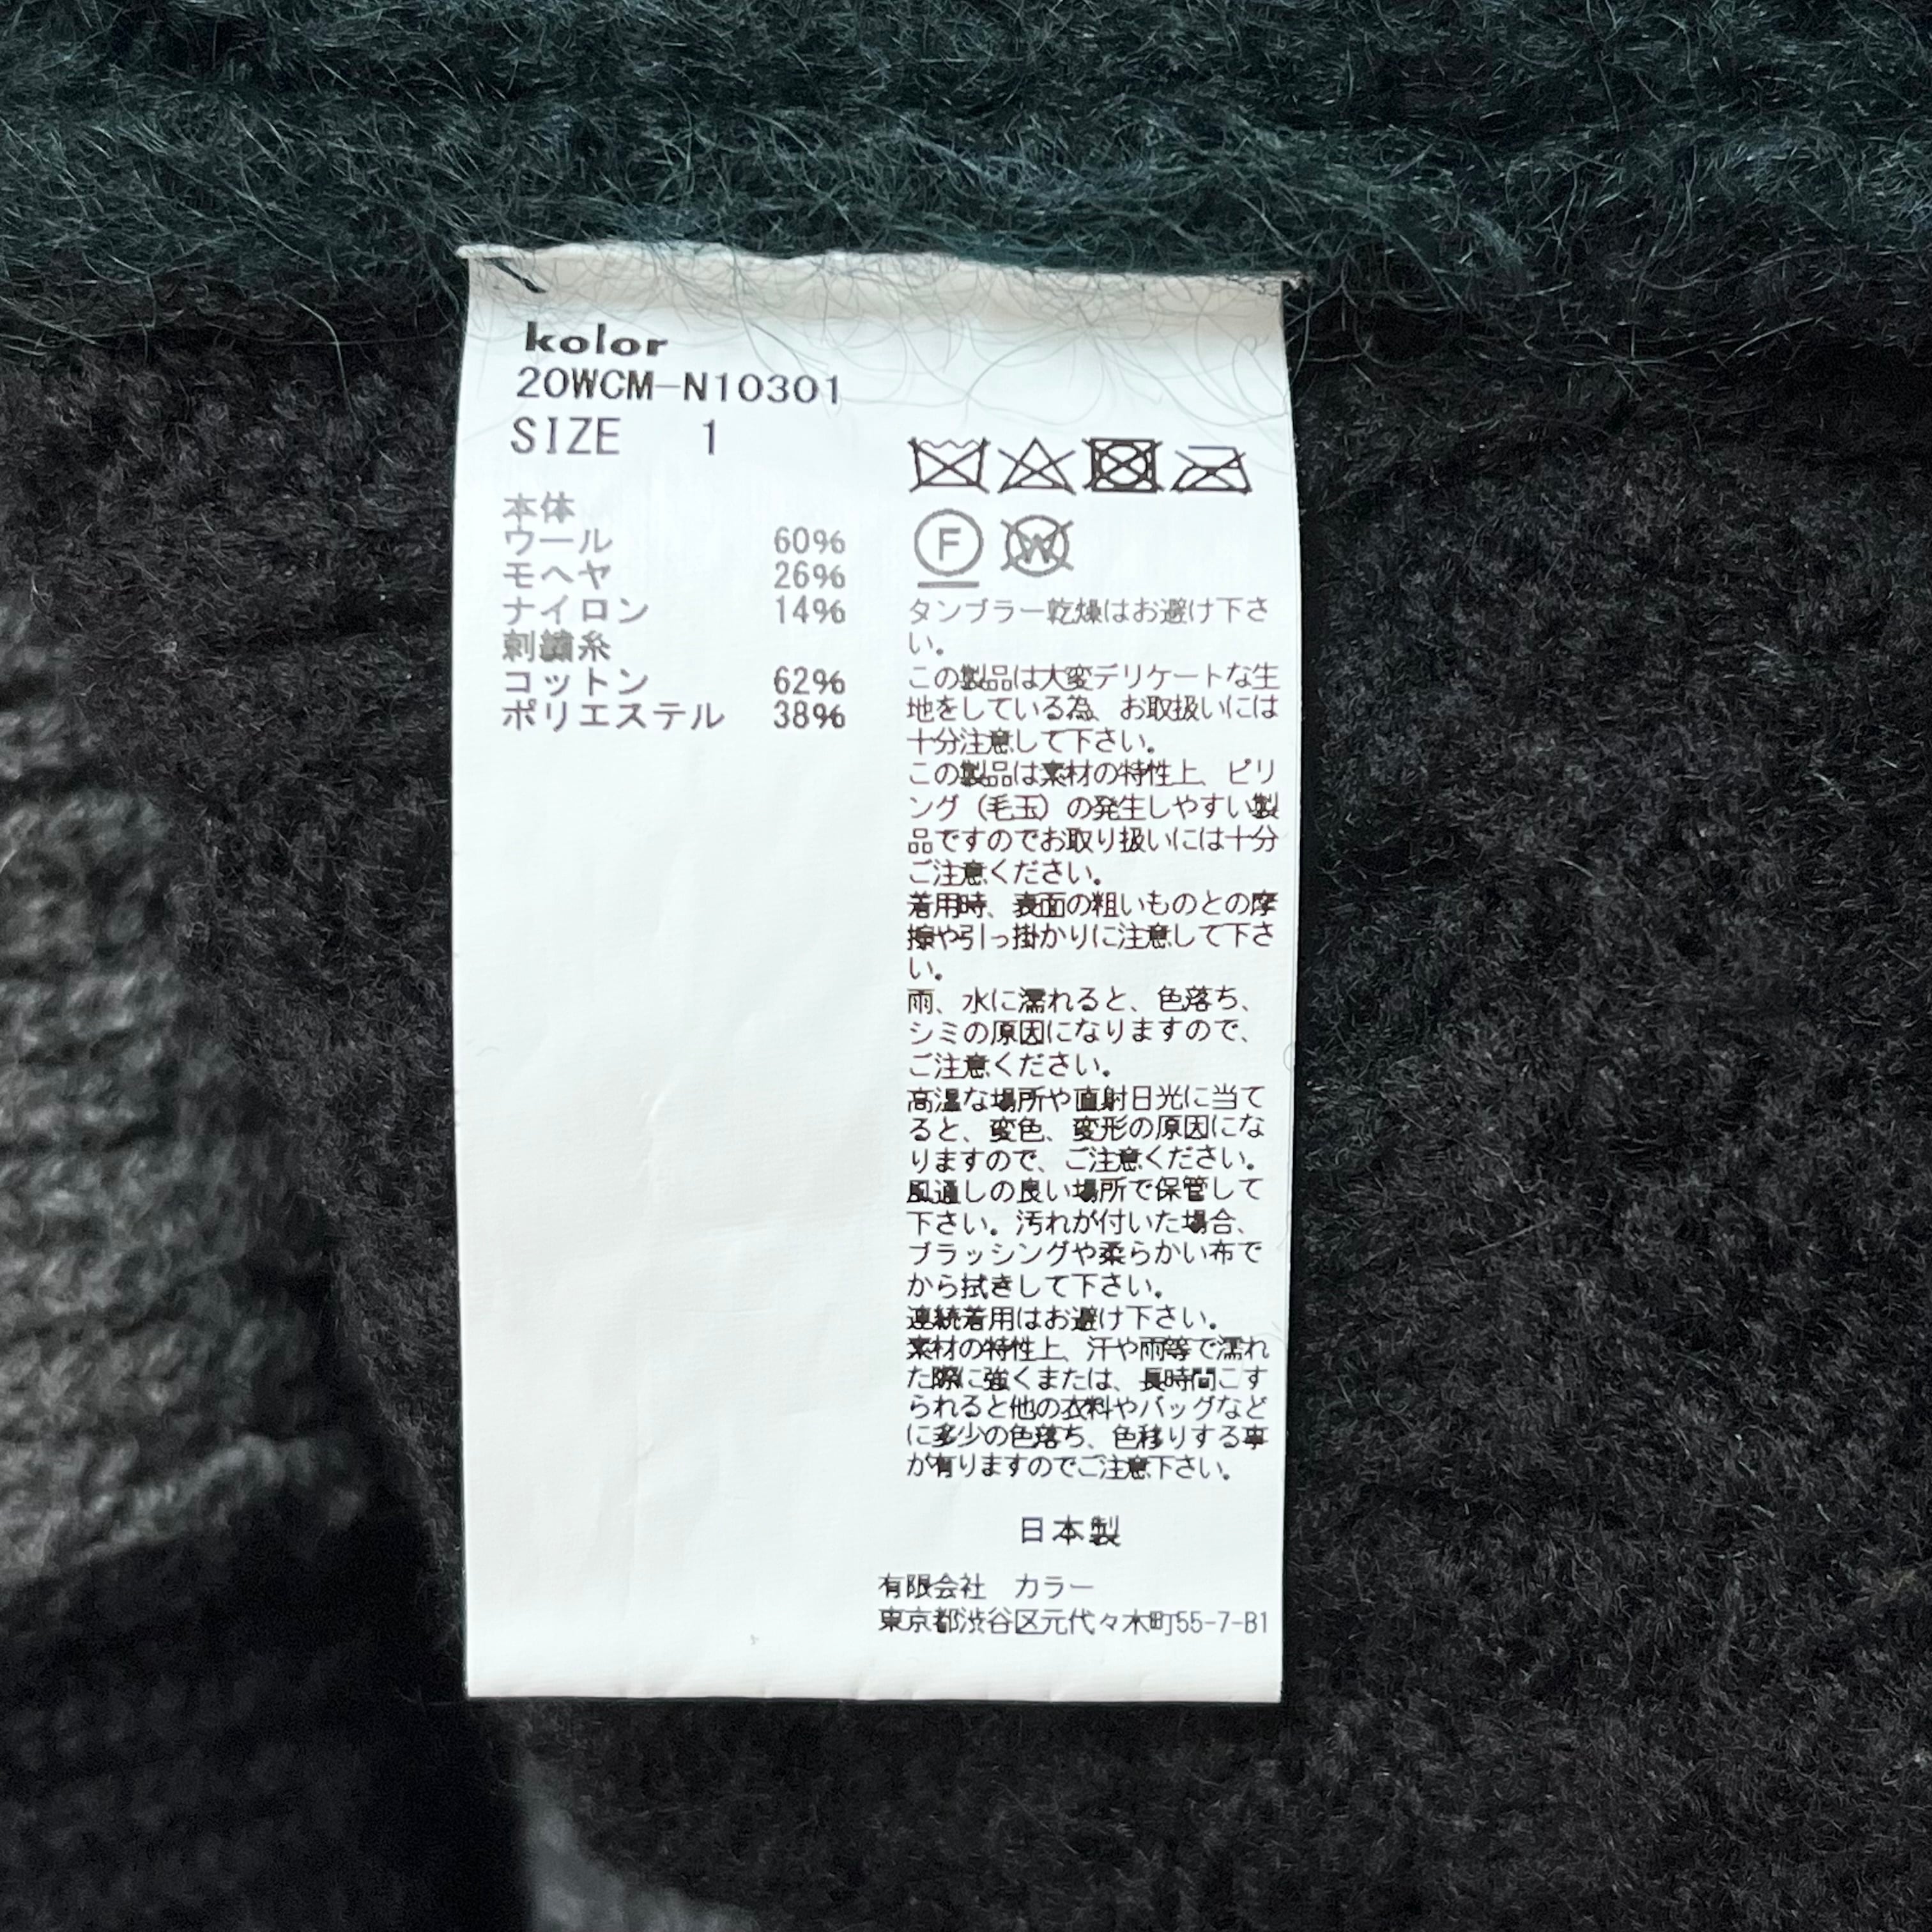 kolor
20WCM-N10301
SIZE 1
本体
ウール 60%
モヘヤ 26%
ナイロン 14%
刺繍糸
コットン 62%
ポリエステル 38%
F W
タンブラー乾燥はお避け下さ
い。
この製品は大変デリケートな生
地をしている為、お取扱いには
十分注意して下さい。
この製品は素材の特性上、ピリ
ング（毛玉）の発生しやすい製
品ですのでお取り扱いには十分
ご注意ください。
着用時、表面の粗いものとの摩
擦や引っ掛かりに注意して下さ
い。
雨、水に濡れると、色落ち、
シミの原因になりますので、
ご注意ください。
高温な場所や直射日光に当て
ると、変色、変形の原因にな
りますので、ご注意ください。
風通しの良い場所で保管して
下さい。汚れが付いた場合、
ブラッシングや柔らかい布で
から拭きして下さい。
連続着用はお避け下さい。
素材の特性上、汗や雨等で濡れ
た際に強くまたは、長時間こす
られると他の衣料やバッグなど
に多少の色落ち、色移りする事
が有りますのでご注意下さい。
日本製
有限会社 カラー
東京都渋谷区元代々木町55-7-B1